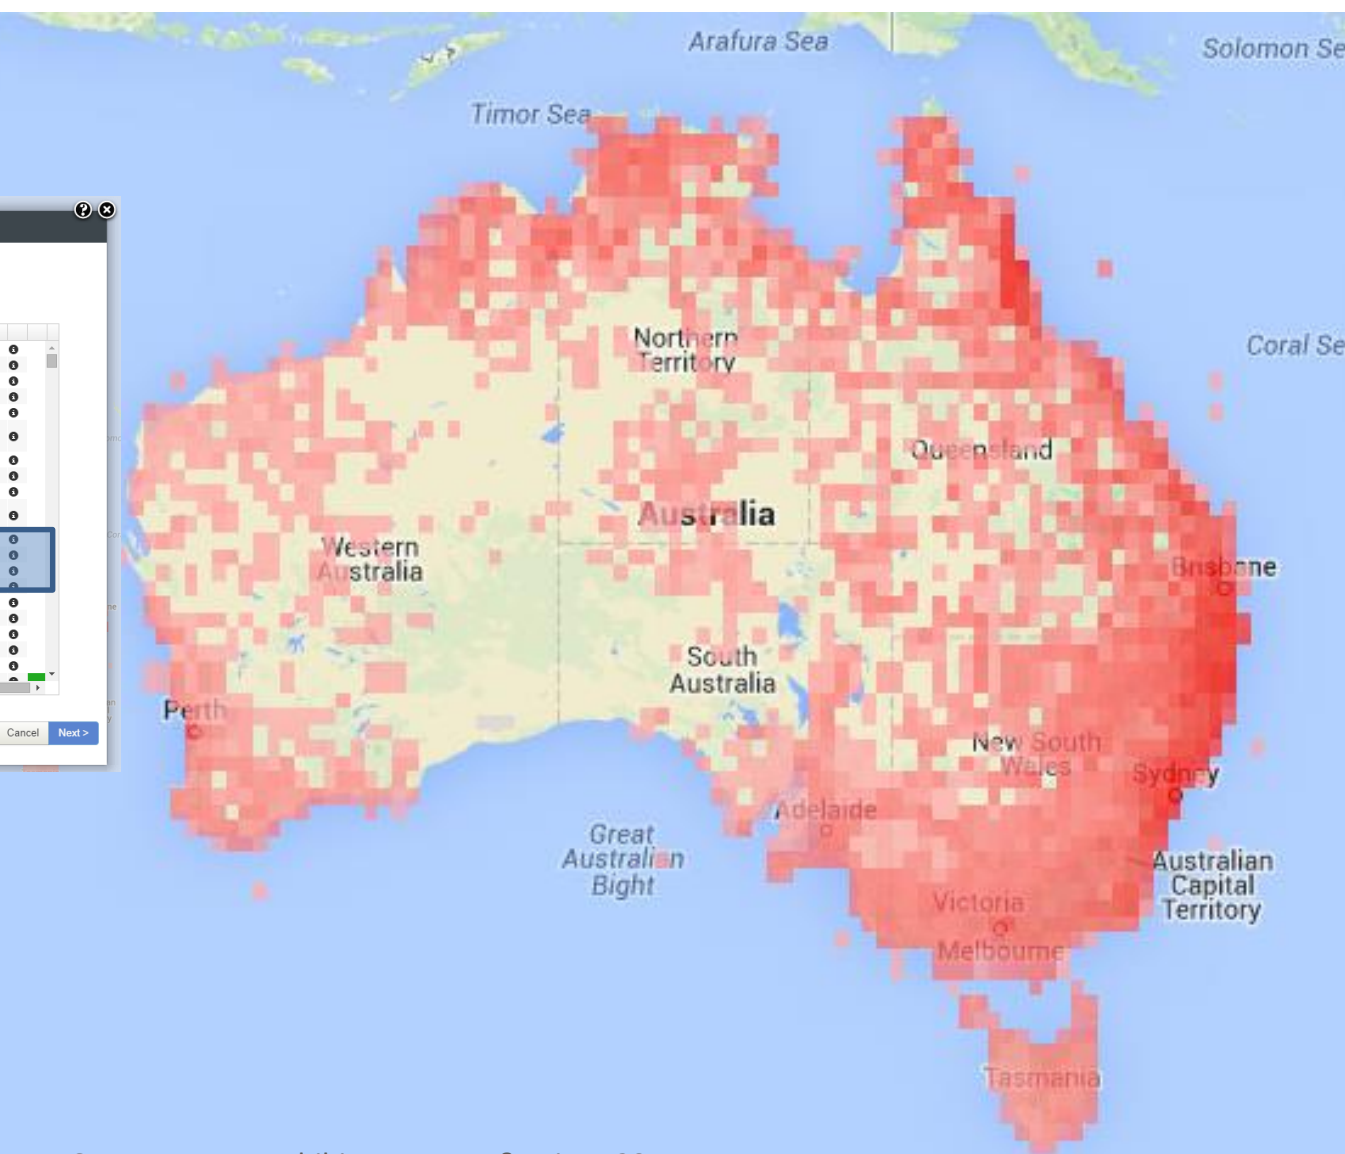 Arafura Sea
Solomon Se
Timor Sea
Northern
Territory
Coral Se
Queensland
Australia
Western
Australia
Brisbane
South
Australia
Perth
New South
Wales
Sydney
Adelaide
Great
Australian
Bight
Australian
Capital
Territory
Victoria
Melbourne
Tasmania
Cancel
Next >